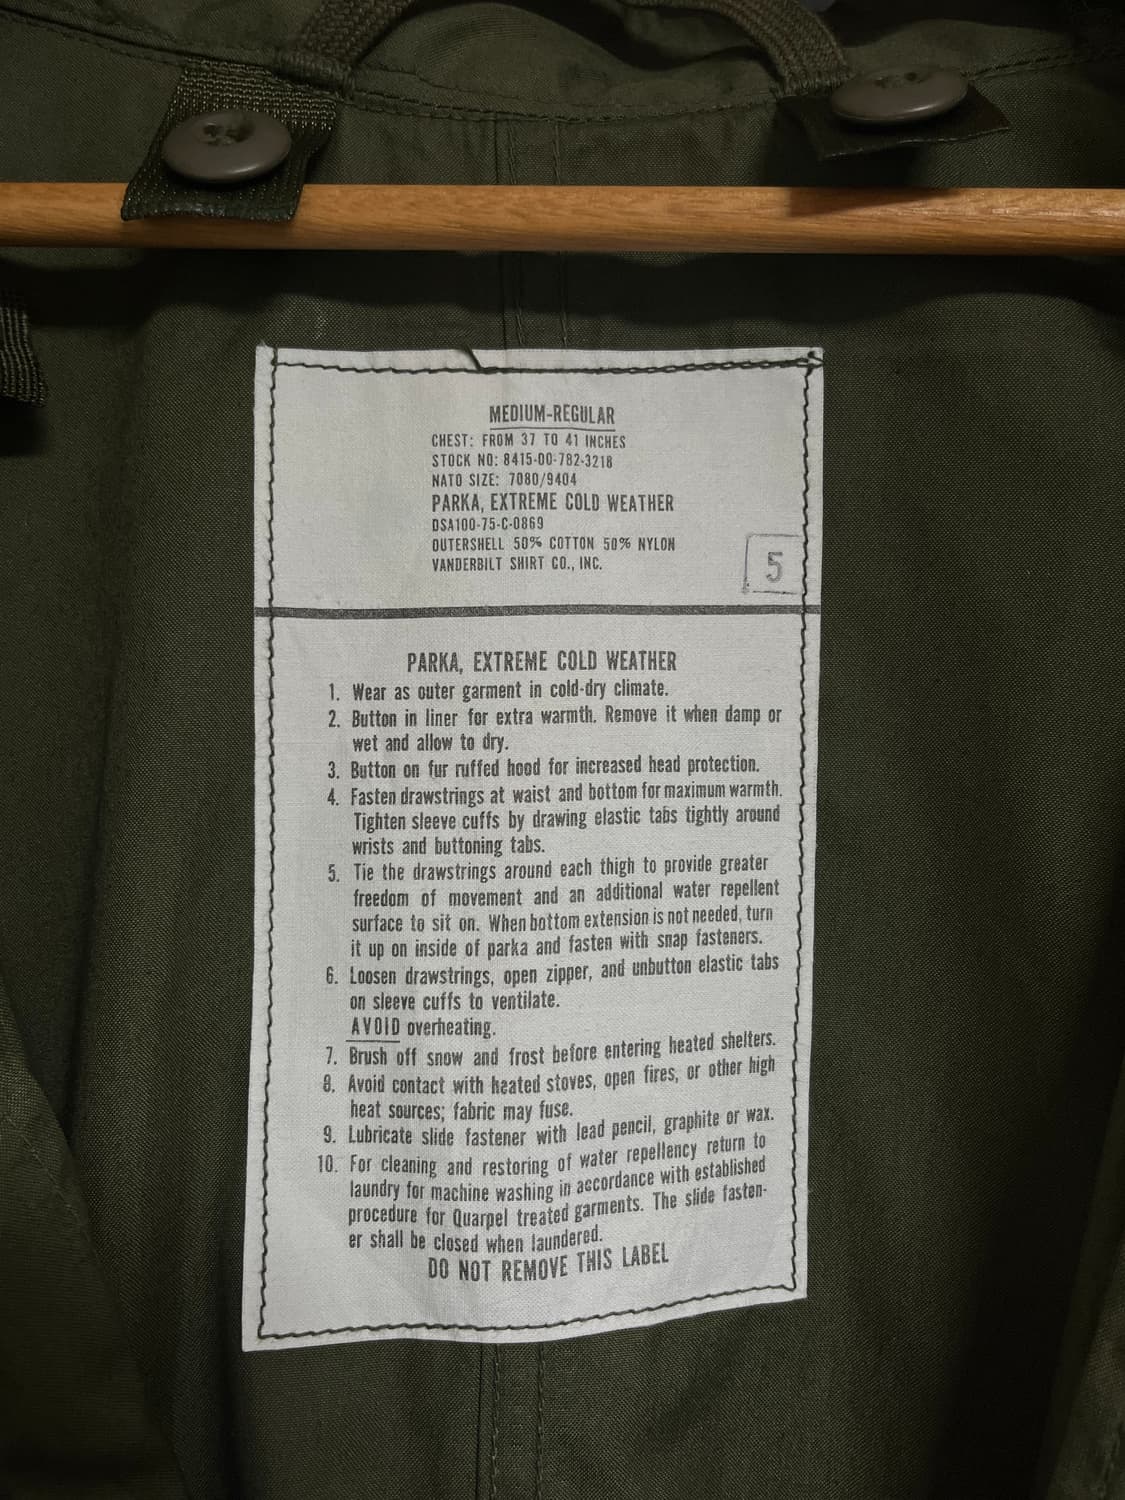 MEDIUM-REGULAR
CHEST: FROM 37 TO 41 INCHES
STOCK NO: 8415-00-782-3218
NATO SIZE: 7080/9404
PARKA, EXTREME COLD WEATHER
DSA100-75-C-0869
OUTERSHELL 50% COTTON 50% NYLON
VANDERBILT SHIRT CO., INC.
5
PARKA, EXTREME COLD WEATHER
1. Wear as outer garment in cold-dry climate.
2. Button in liner for extra warmth. Remove it when damp or
wet and allow to dry.
3. Button on fur ruffed hood for increased head protection.
4. Fasten drawstrings at waist and bottom for maximum warmth.
Tighten sleeve cuffs by drawing elastic tabs tightly around
wrists and buttoning tabs.
5. Tie the drawstrings around each thigh to provide greater
freedom of movement and an additional water repellent
surface to sit on. When bottom extension is not needed, turn
it up on inside of parka and fasten with snap fasteners.
6. Loosen drawstrings, open zipper, and unbutton elastic tabs
on sleeve cuffs to ventilate.
AVOID overheating.
7. Brush off snow and frost before entering heated shelters.
8. Avoid contact with heated stoves, open fires, or other high
heat sources; fabric may fuse.
9. Lubricate slide fastener with lead pencil, graphite or wax.
10. For cleaning and restoring of water repellency return to
laundry for machine washing in accordance with established
procedure for Quarpel treated garments. The slide fasten-
er shall be closed when laundered.
DO NOT REMOVE THIS LABEL